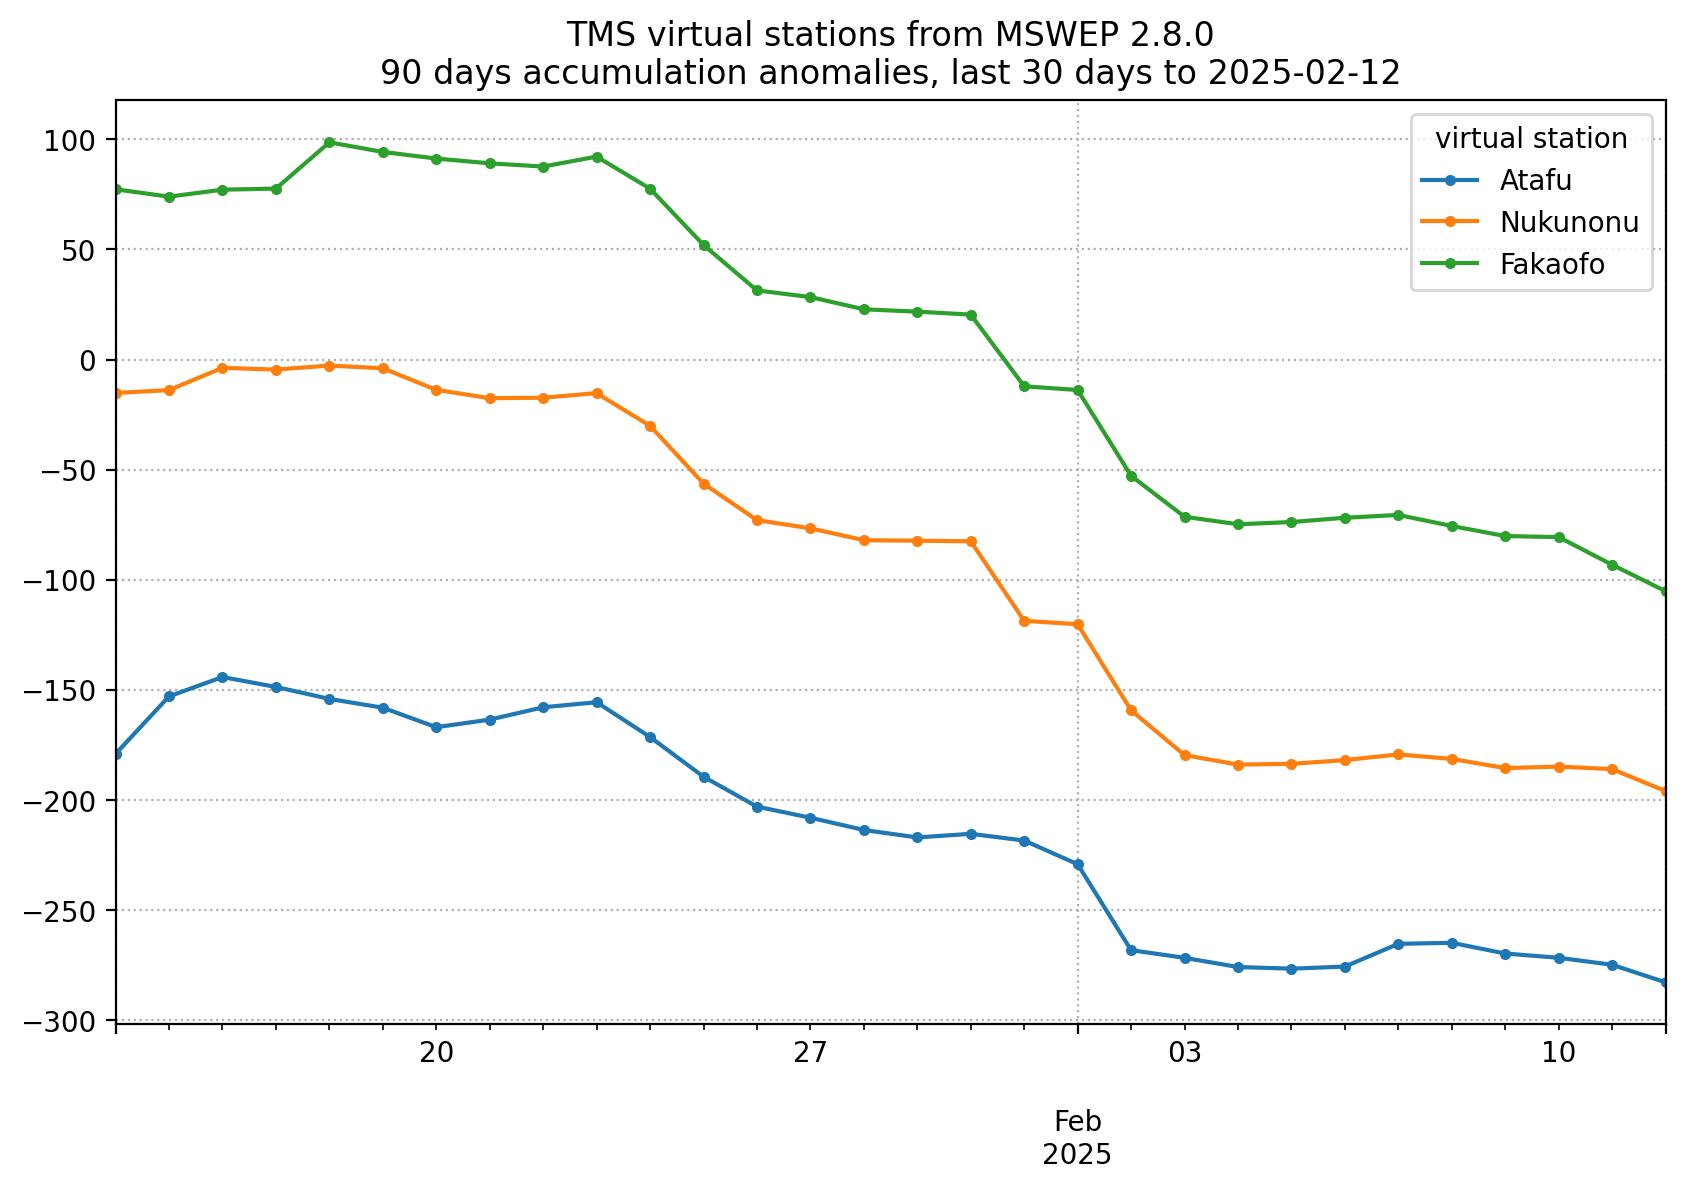 TMS virtual stations from MSWEP 2.8.0
90 days accumulation anomalies, last 30 days to 2025-02-12
virtual station
Atafu
Nukunonu
Fakaofo
100
50
0
−50
−100
−150
−200
−250
−300
20 27 03 10
Feb
2025